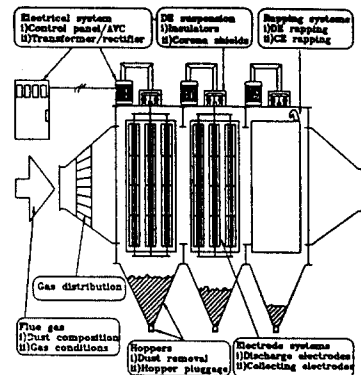 Electrical system
i)Control panel/AVC
ii)Transformer/rectifier
DE suspension
i)Insulators
ii)Corona shields
Rapping systems
i)DE rapping
ii)CE rapping
Gas distribution
Flue gas
i)Dust composition
ii)Gas conditions
Hoppers
i)Dust removal
ii)Hopper pluggage
Electrode systems
i)Discharge electrodes
ii)Collecting electrodes